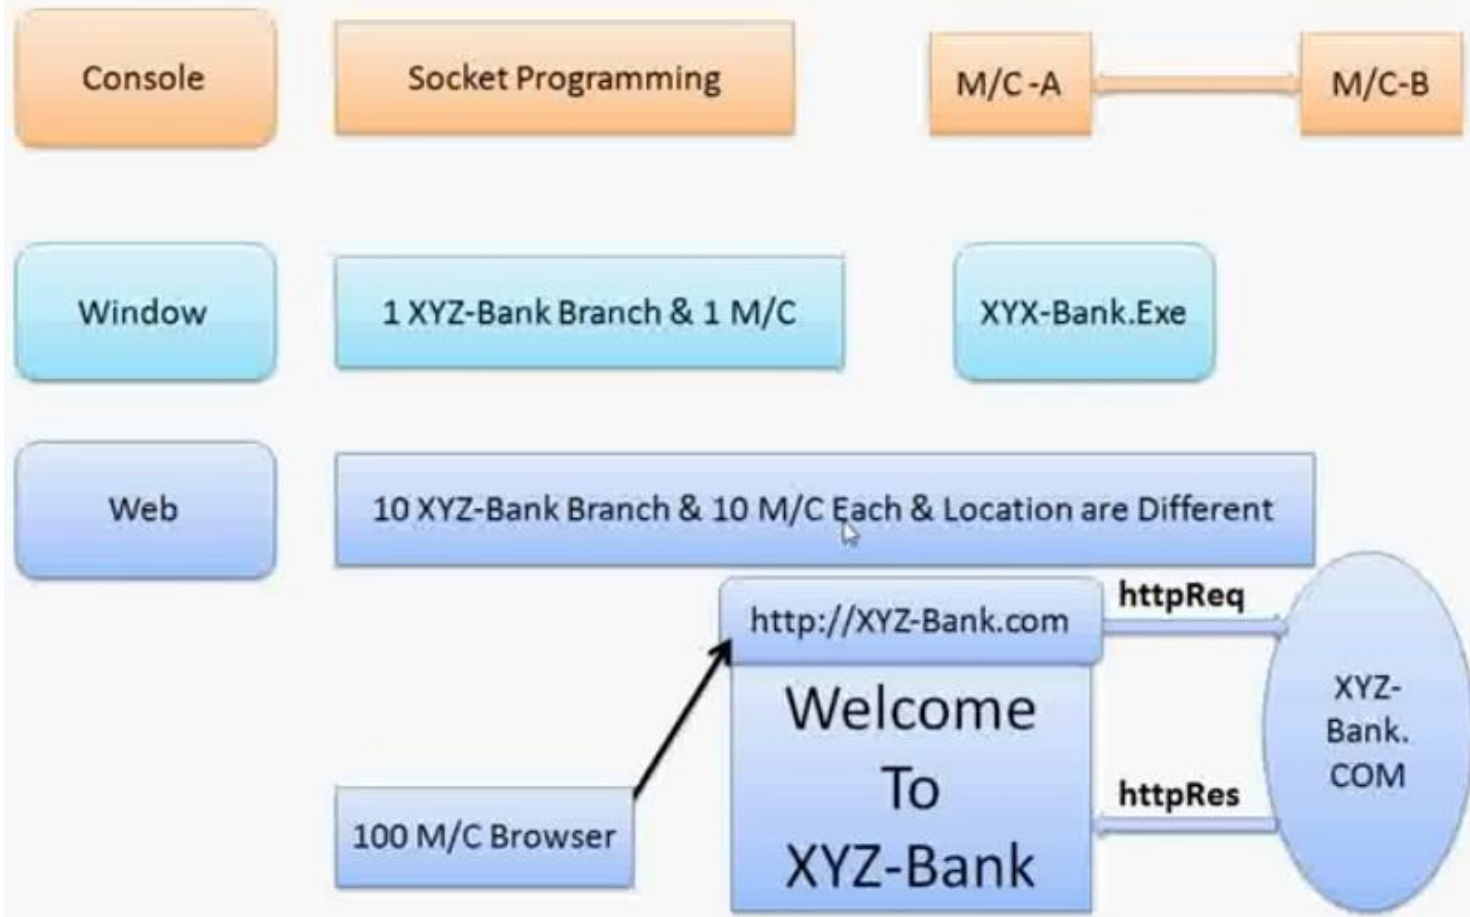 Console
Socket Programming
M/C -A
M/C-B
Window
1 XYZ-Bank Branch & 1 M/C
XYX-Bank.Exe
Web
10 XYZ-Bank Branch & 10 M/C Each & Location are Different
http://XYZ-Bank.com
httpReq
Welcome
To
XYZ-Bank
XYZ-
Bank.
COM
httpRes
100 M/C Browser